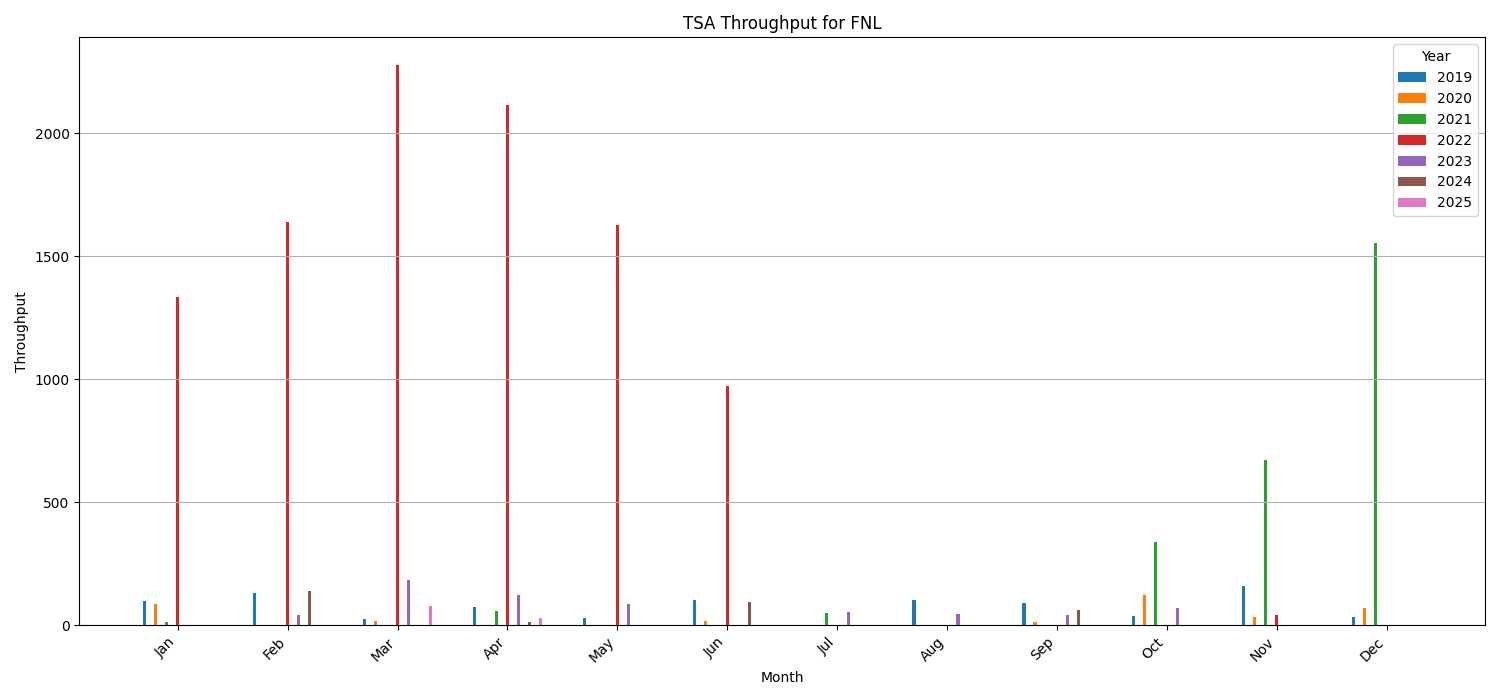 TSA Throughput for FNL
Year
2019
2020
2021
2022
2023
2024
2025
Throughput
2000
1500
1000
500
0
Jan
Feb
Mar
Apr
May
Jun
Jul
Aug
Sep
Oct
Nov
Dec
Month